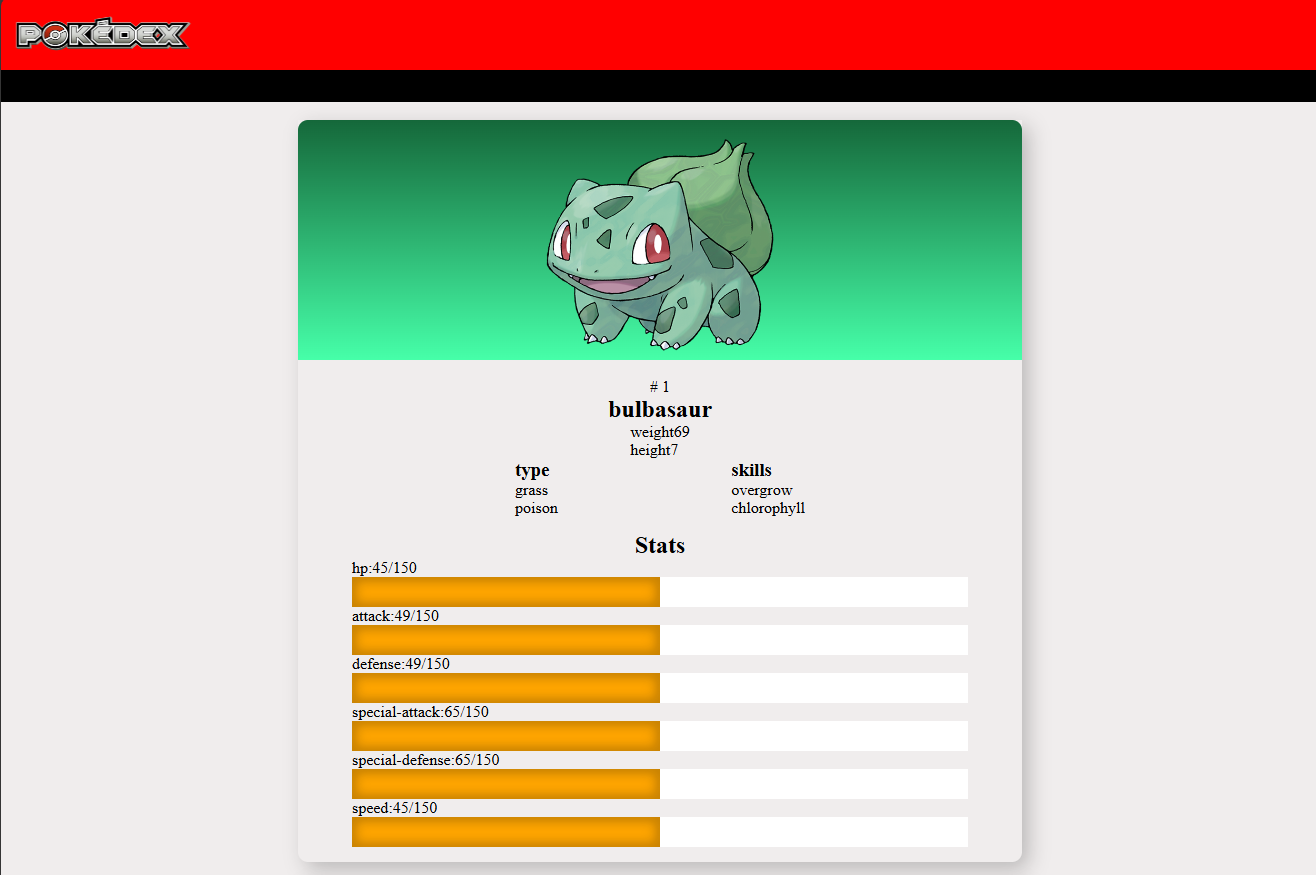 POKÉDEX
# 1
bulbasaur
weight69
height7
type
grass
poison
skills
overgrow
chlorophyll
Stats
hp:45/150
attack:49/150
defense:49/150
special-attack:65/150
special-defense:65/150
speed:45/150